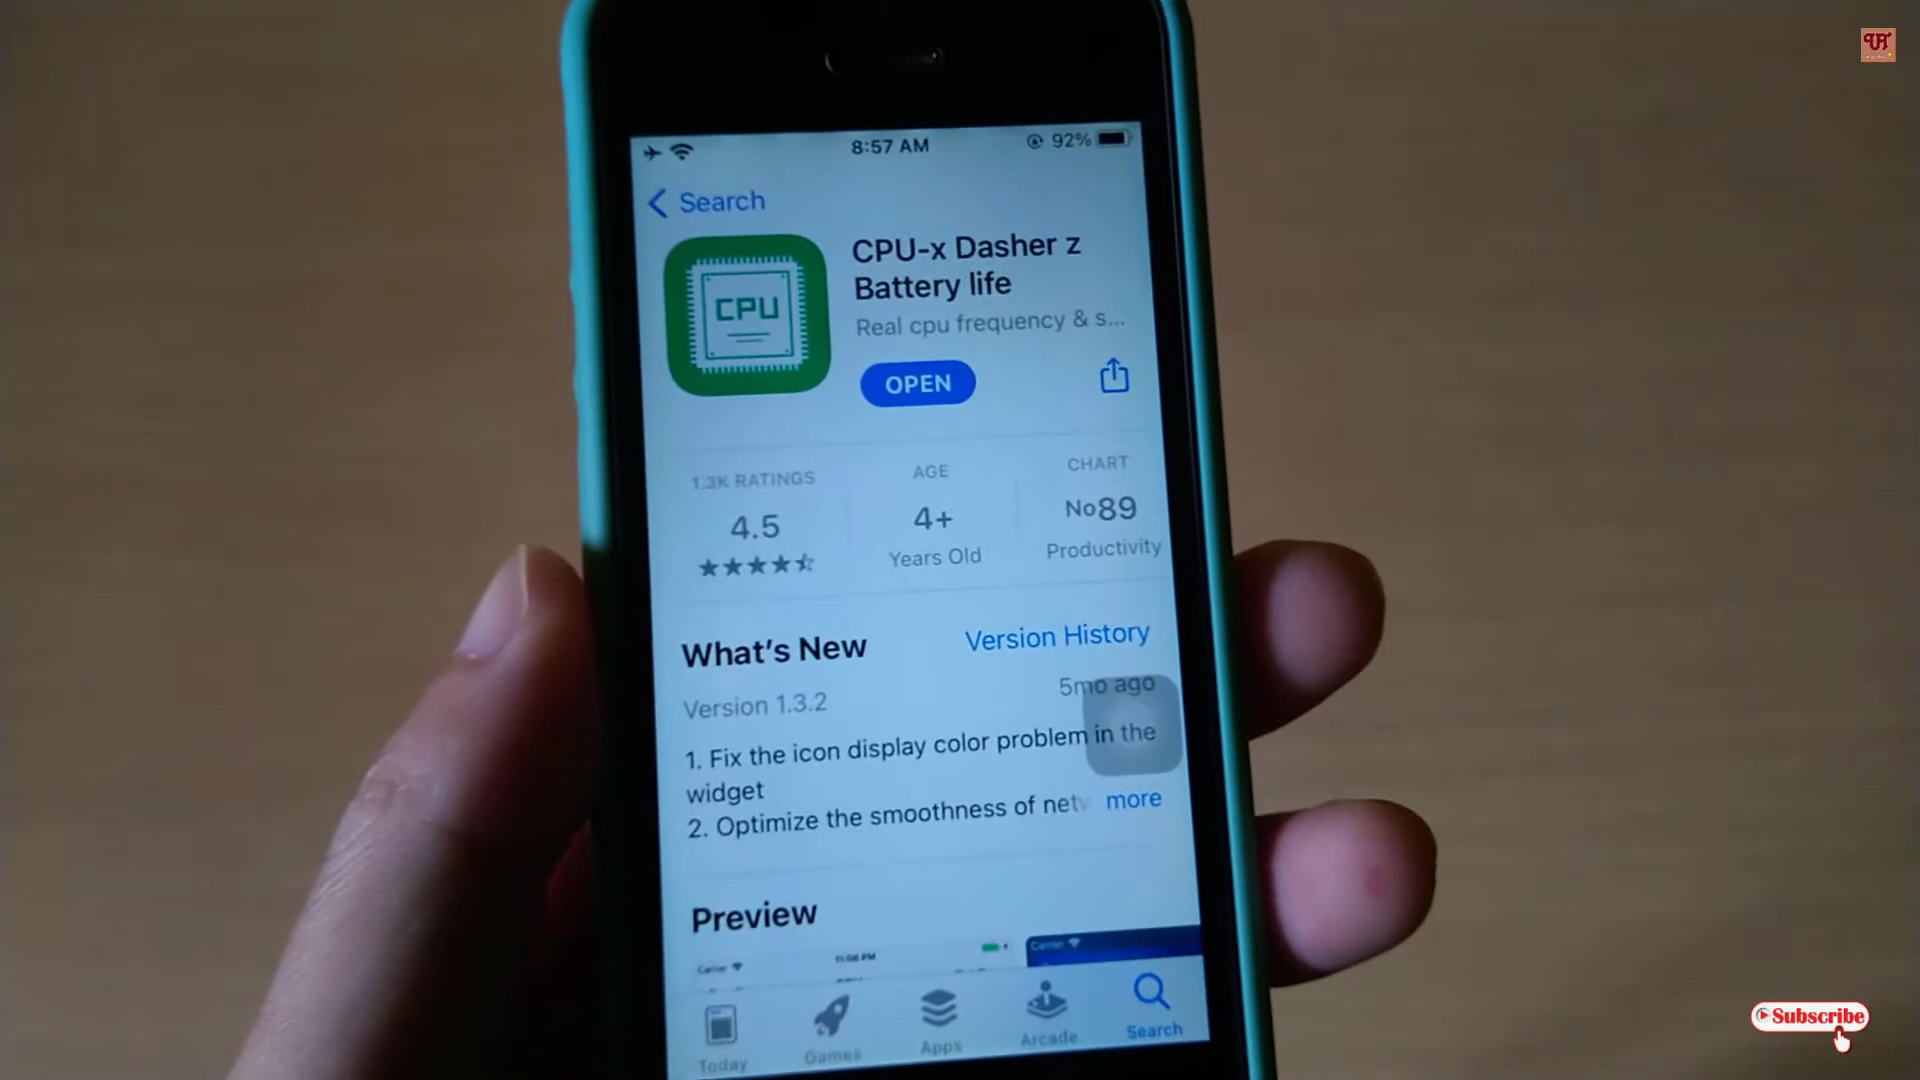 8:57 AM
92%
Search
CPU
CPU-x Dasher z
Battery life
Real cpu frequency & s...
OPEN
1.3K RATINGS
AGE
CHART
4.5
4+
No89
Years Old
Productivity
What's New
Version History
Version 1.3.2
5mo ago
1. Fix the icon display color problem in the
widget
2. Optimize the smoothness of netw
more
Preview
Carrier
11:08 PM
Carrier
Today
Games
Apps
Arcade
Search
Subscribe